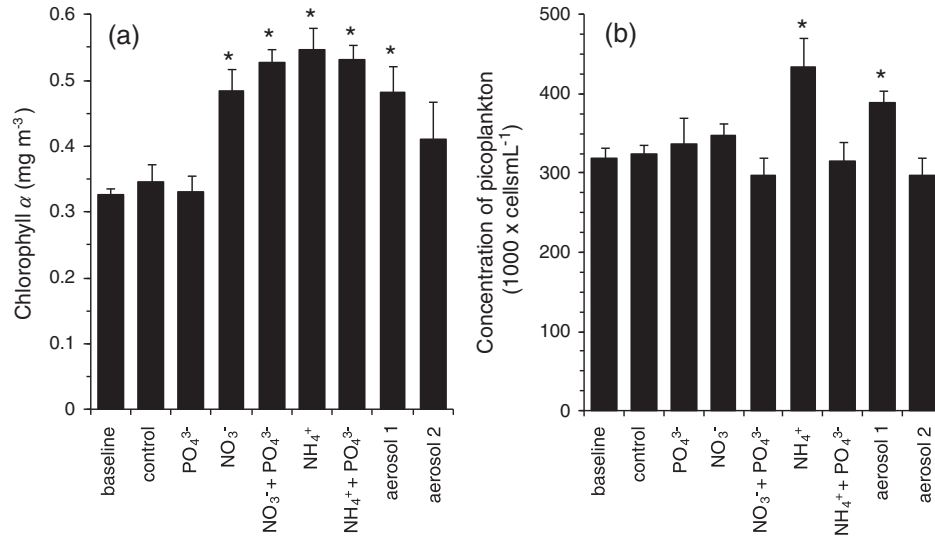 (a)
Chlorophyll α (mg m⁻³)
0.6
0.5
0.4
0.3
0.2
0.1
0
*
*
*
*
*
baseline
control
PO₄³⁻
NO₃⁻
NO₃⁻ + PO₄³⁻
NH₄⁺
NH₄⁺ + PO₄³⁻
aerosol 1
aerosol 2
(b)
Concentration of picoplankton
(1000 x cellsmL⁻¹)
500
400
300
200
100
0
*
*
baseline
control
PO₄³⁻
NO₃⁻
NO₃⁻ + PO₄³⁻
NH₄⁺
NH₄⁺ + PO₄³⁻
aerosol 1
aerosol 2